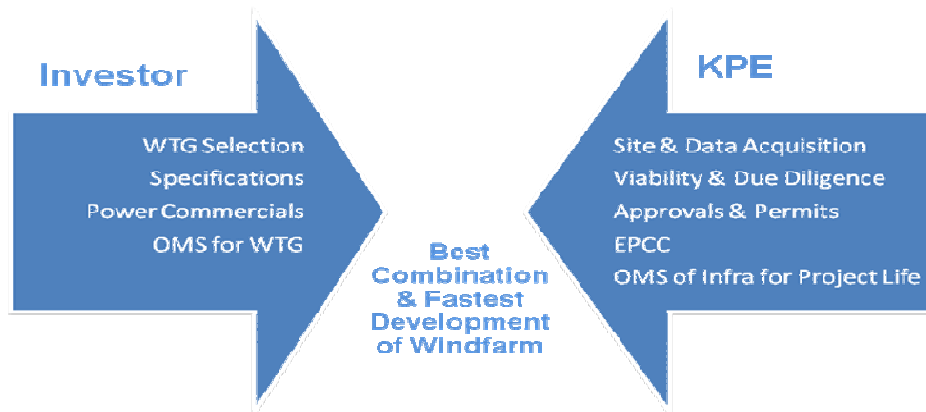 Investor
WTG Selection
Specifications
Power Commercials
OMS for WTG
KPE
Site & Data Acquisition
Viability & Due Diligence
Approvals & Permits
EPCC
OMS of Infra for Project Life
Best
Combination
& Fastest
Development
of Windfarm